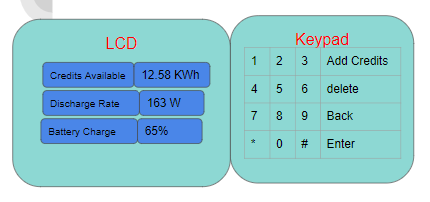 LCD
Credits Available 12.58 KWh
Discharge Rate 163 W
Battery Charge 65%
Keypad
1 2 3 Add Credits
4 5 6 delete
7 8 9 Back
* 0 # Enter